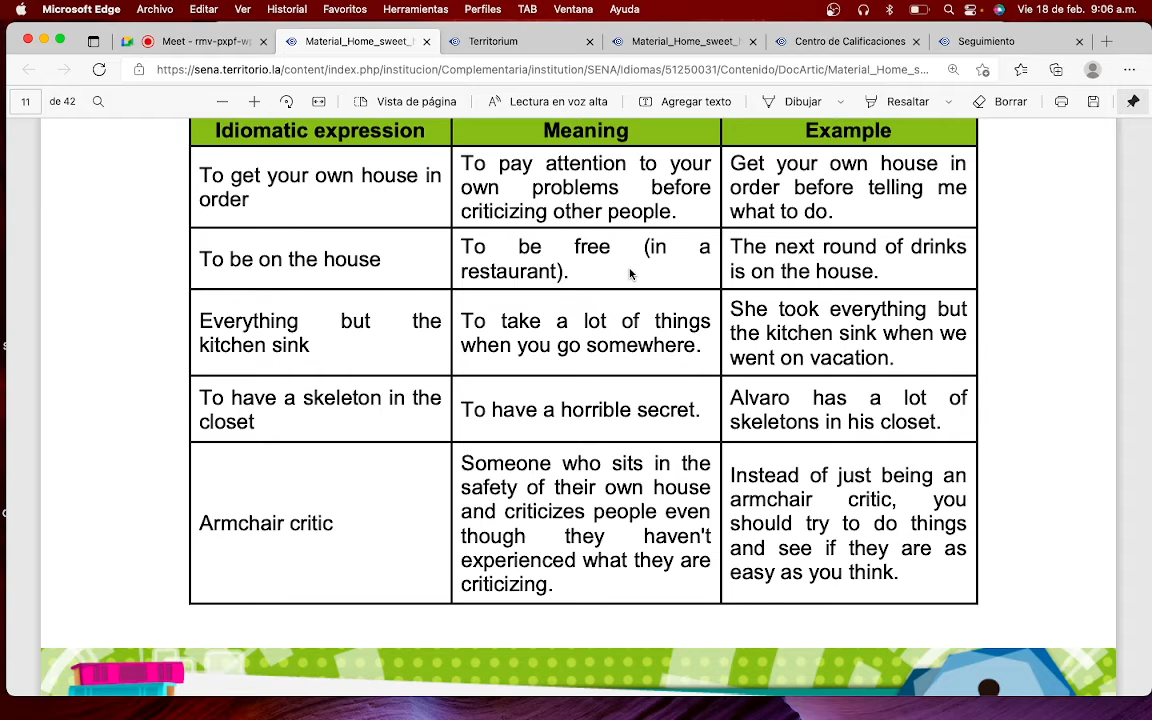 Microsoft Edge Archivo Editar Ver Historial Favoritos Herramientas Perfiles TAB Ventana Ayuda Vie 18 de feb. 9:06 a.m.
Meet - rmv-pxpf-w Material_Home_sweet_ Territorium Material_Home_sweet_ Centro de Calificaciones Seguimiento
https://sena.territorio.la/content/index.php/institucion/Complementaria/institution/SENA/Idiomas/51250031/Contenido/DocArtic/Material_Home_s...
11 de 42 Vista de página Lectura en voz alta Agregar texto Dibujar Resaltar Borrar
Idiomatic expression Meaning Example
To get your own house in
order
To pay attention to your
own problems before
criticizing other people.
Get your own house in
order before telling me
what to do.
To be on the house
To be free (in a
restaurant).
The next round of drinks
is on the house.
Everything but the
kitchen sink
To take a lot of things
when you go somewhere.
She took everything but
the kitchen sink when we
went on vacation.
To have a skeleton in the
closet
To have a horrible secret.
Alvaro has a lot of
skeletons in his closet.
Armchair critic
Someone who sits in the
safety of their own house
and criticizes people even
though they haven't
experienced what they are
criticizing.
Instead of just being an
armchair critic, you
should try to do things
and see if they are as
easy as you think.